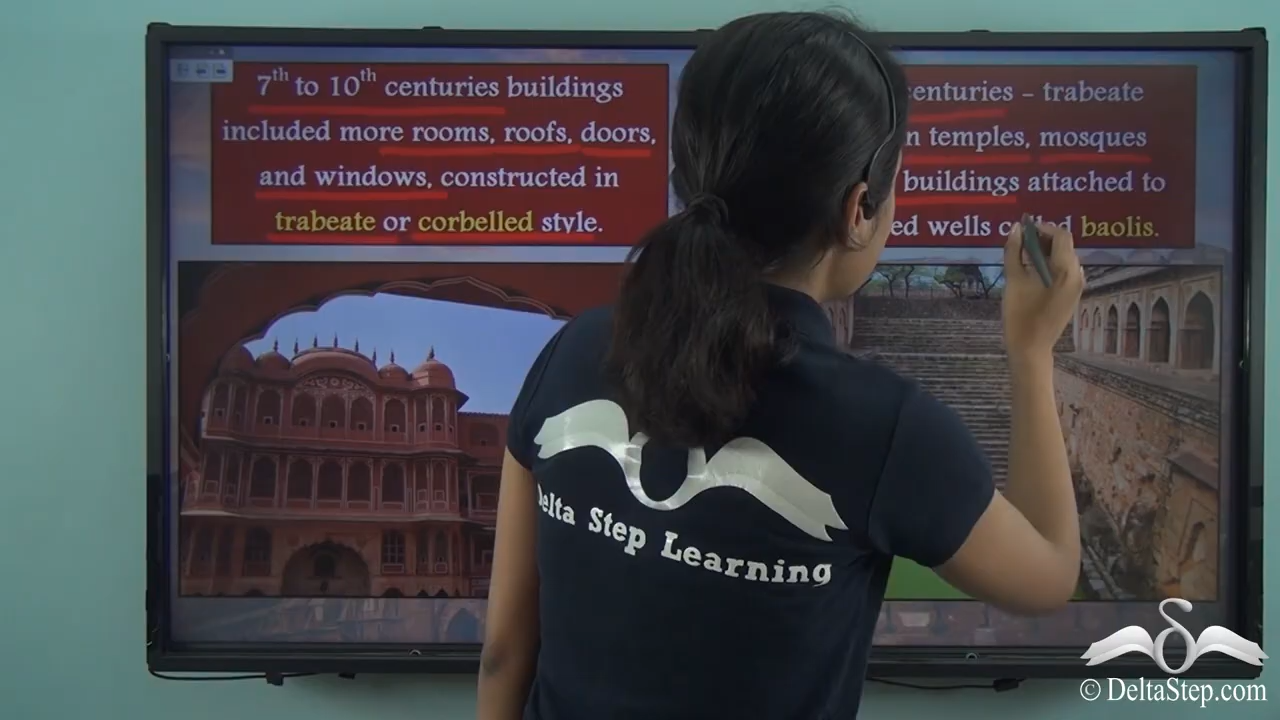 7th to 10th centuries buildings
included more rooms, roofs, doors,
and windows, constructed in
trabeate or corbelled style.
centuries - trabeate
temples, mosques
buildings attached to
wells called baolis.
Delta Step Learning
© DeltaStep.com